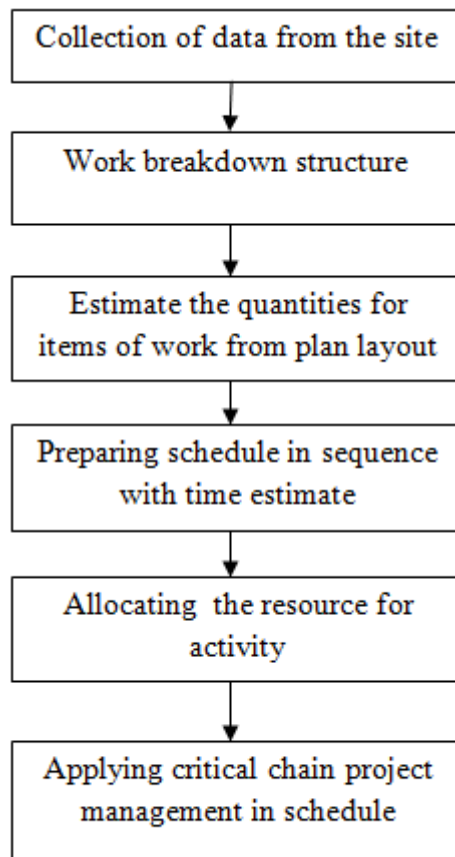 Collection of data from the site
Work breakdown structure
Estimate the quantities for
items of work from plan layout
Preparing schedule in sequence
with time estimate
Allocating the resource for
activity
Applying critical chain project
management in schedule